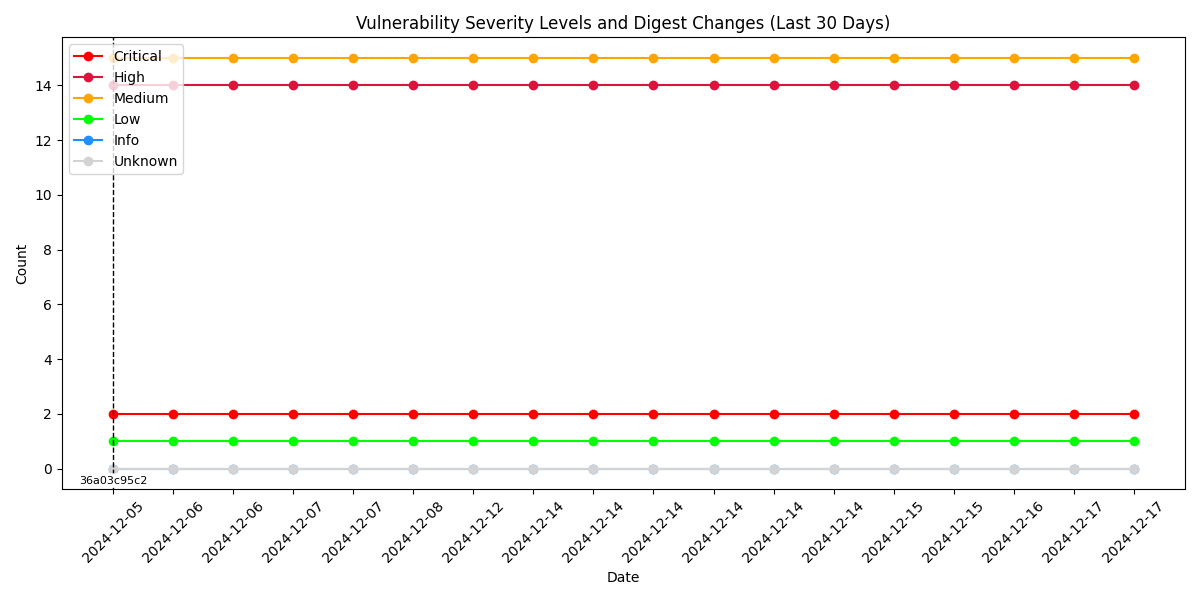 Vulnerability Severity Levels and Digest Changes (Last 30 Days)
Critical
High
Medium
Low
Info
Unknown
Count
14
12
10
8
6
4
2
0
36a03c95c2
2024-12-05
2024-12-06
2024-12-06
2024-12-07
2024-12-07
2024-12-08
2024-12-12
2024-12-14
2024-12-14
2024-12-14
2024-12-14
2024-12-14
2024-12-14
2024-12-15
2024-12-15
2024-12-16
2024-12-17
2024-12-17
Date